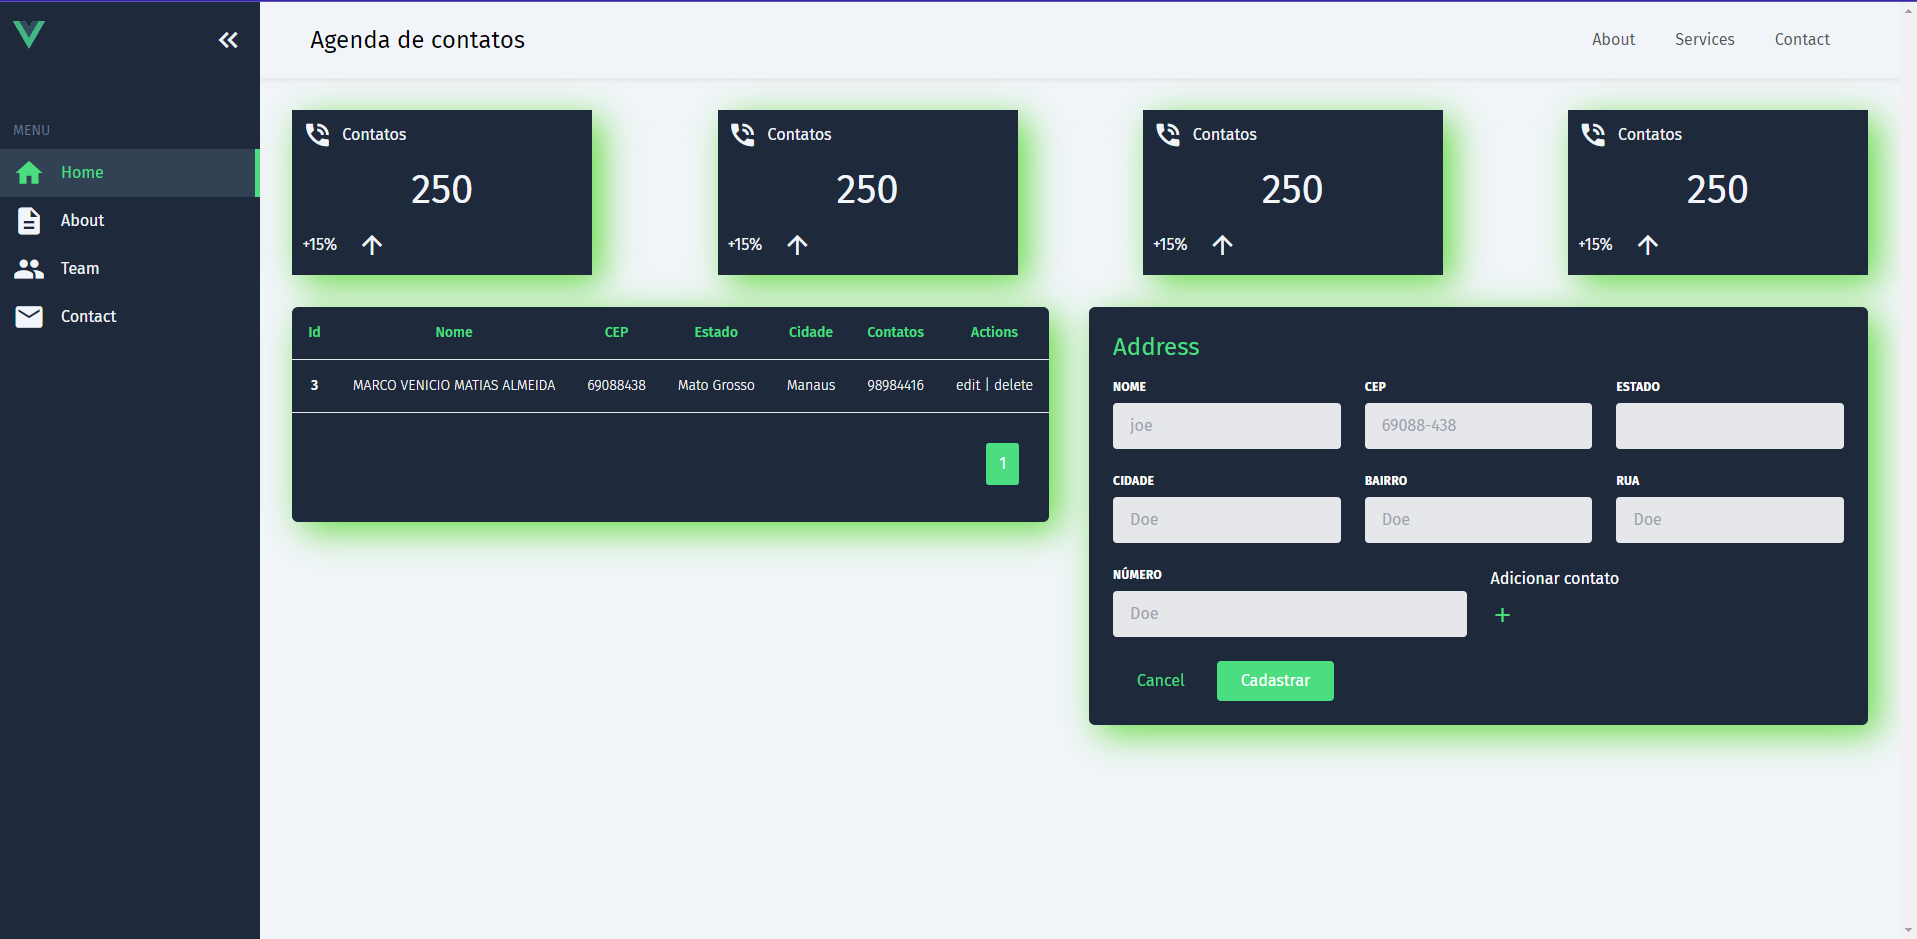 Agenda de contatos
About Services Contact
MENU
Home
About
Team
Contact
Contatos
250
+15%
Contatos
250
+15%
Contatos
250
+15%
Contatos
250
+15%
Id Nome CEP Estado Cidade Contatos Actions
3 MARCO VENICIO MATIAS ALMEIDA 69088438 Mato Grosso Manaus 98984416 edit | delete
1
Address
NOME CEP ESTADO
joe 69088-438
CIDADE BAIRRO RUA
Doe Doe Doe
NÚMERO Adicionar contato
Doe +
Cancel Cadastrar